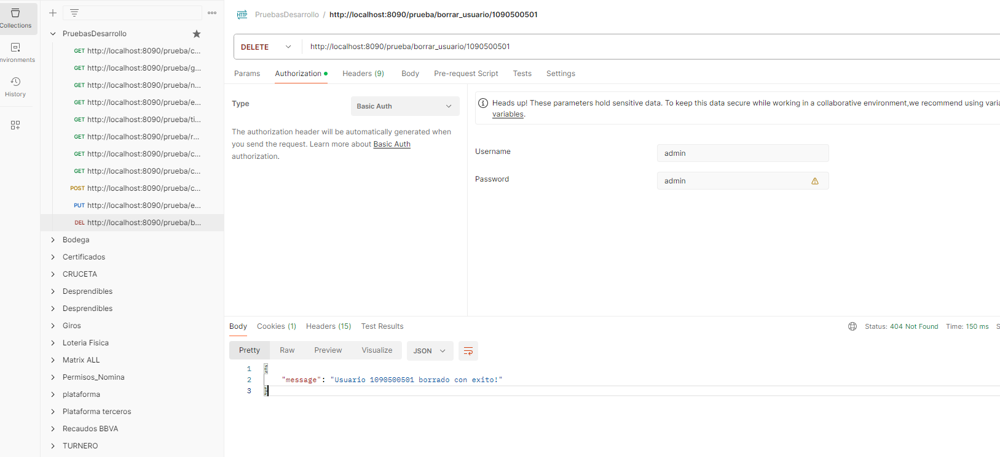 Collections
nvironments
History
PruebasDesarrollo
GET http://localhost:8090/prueba/c...
GET http://localhost:8090/prueba/g...
GET http://localhost:8090/prueba/n...
GET http://localhost:8090/prueba/e...
GET http://localhost:8090/prueba/ti...
GET http://localhost:8090/prueba/r...
GET http://localhost:8090/prueba/c...
GET http://localhost:8090/prueba/c...
POST http://localhost:8090/prueba/c...
PUT http://localhost:8090/prueba/e...
DEL http://localhost:8090/prueba/b...
Bodega
Certificados
CRUCETA
Desprendibles
Desprendibles
Giros
Loteria Fisica
Matrix ALL
Permisos_Nomina
plataforma
Plataforma terceros
Recaudos BBVA
TURNERO
HTTP PruebasDesarrollo / http://localhost:8090/prueba/borrar_usuario/1090500501
DELETE http://localhost:8090/prueba/borrar_usuario/1090500501
Params Authorization Headers (9) Body Pre-request Script Tests Settings
Type Basic Auth
The authorization header will be automatically generated when
you send the request. Learn more about Basic Auth
authorization.
Heads up! These parameters hold sensitive data. To keep this data secure while working in a collaborative environment,we recommend using varia
variables.
Username admin
Password admin
Body Cookies (1) Headers (15) Test Results Status: 404 Not Found Time: 150 ms S
Pretty Raw Preview Visualize JSON
1 {
2 "message": "Usuario 1090500501 borrado con exito!"
3 }